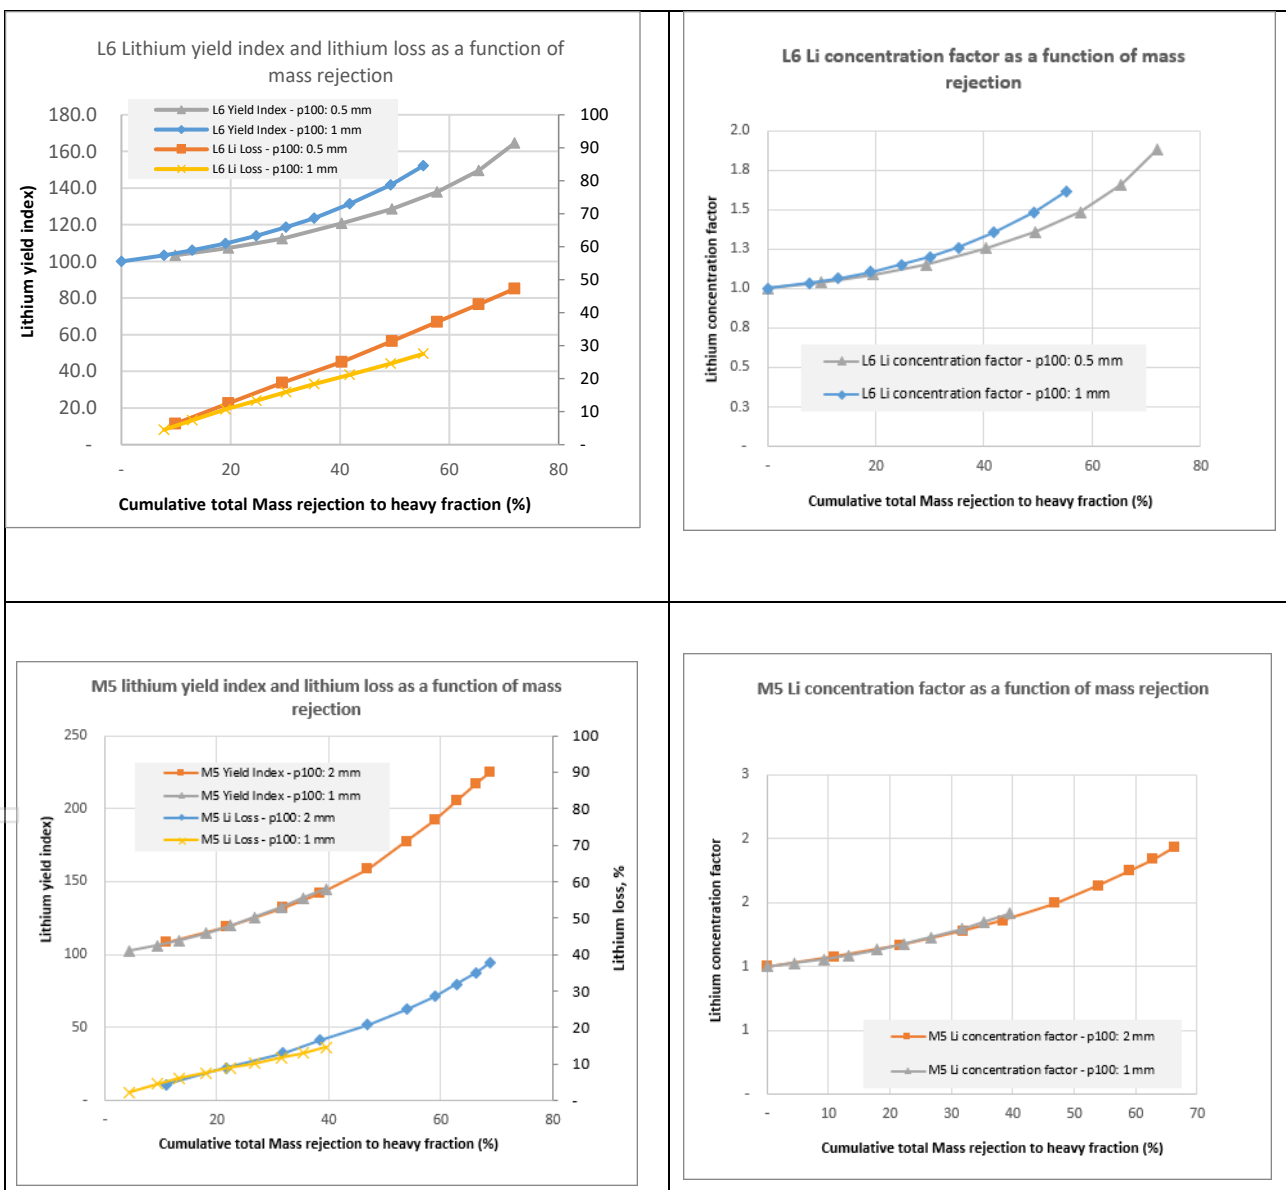 L6 Lithium yield index and lithium loss as a function of
mass rejection
180.0
160.0
140.0
120.0
100.0
80.0
60.0
40.0
20.0
-
100
90
80
70
60
50
40
30
20
10
-
L6 Yield Index - p100: 0.5 mm
L6 Yield Index - p100: 1 mm
L6 Li Loss - p100: 0.5 mm
L6 Li Loss - p100: 1 mm
Lithium yield index)
- 20 40 60 80
Cumulative total Mass rejection to heavy fraction (%)
L6 Li concentration factor as a function of mass
rejection
2.0
1.8
1.5
1.3
1.0
0.8
0.5
0.3
-
Lithium concentration factor
L6 Li concentration factor - p100: 0.5 mm
L6 Li concentration factor - p100: 1 mm
- 20 40 60 80
Cumulative total Mass rejection to heavy fraction (%)
M5 lithium yield index and lithium loss as a function of mass
rejection
250
200
150
100
50
-
100
90
80
70
60
50
40
30
20
10
-
M5 Yield Index - p100: 2 mm
M5 Yield Index - p100: 1 mm
M5 Li Loss - p100: 2 mm
M5 Li Loss - p100: 1 mm
Lithium yield index)
Lithium loss, %
- 20 40 60 80
Cumulative total Mass rejection to heavy fraction (%)
M5 Li concentration factor as a function of mass rejection
3
2
2
1
1
-
Lithium concentration factor
M5 Li concentration factor - p100: 2 mm
M5 Li concentration factor - p100: 1 mm
- 10 20 30 40 50 60 70
Cumulative total Mass rejection to heavy fraction (%)